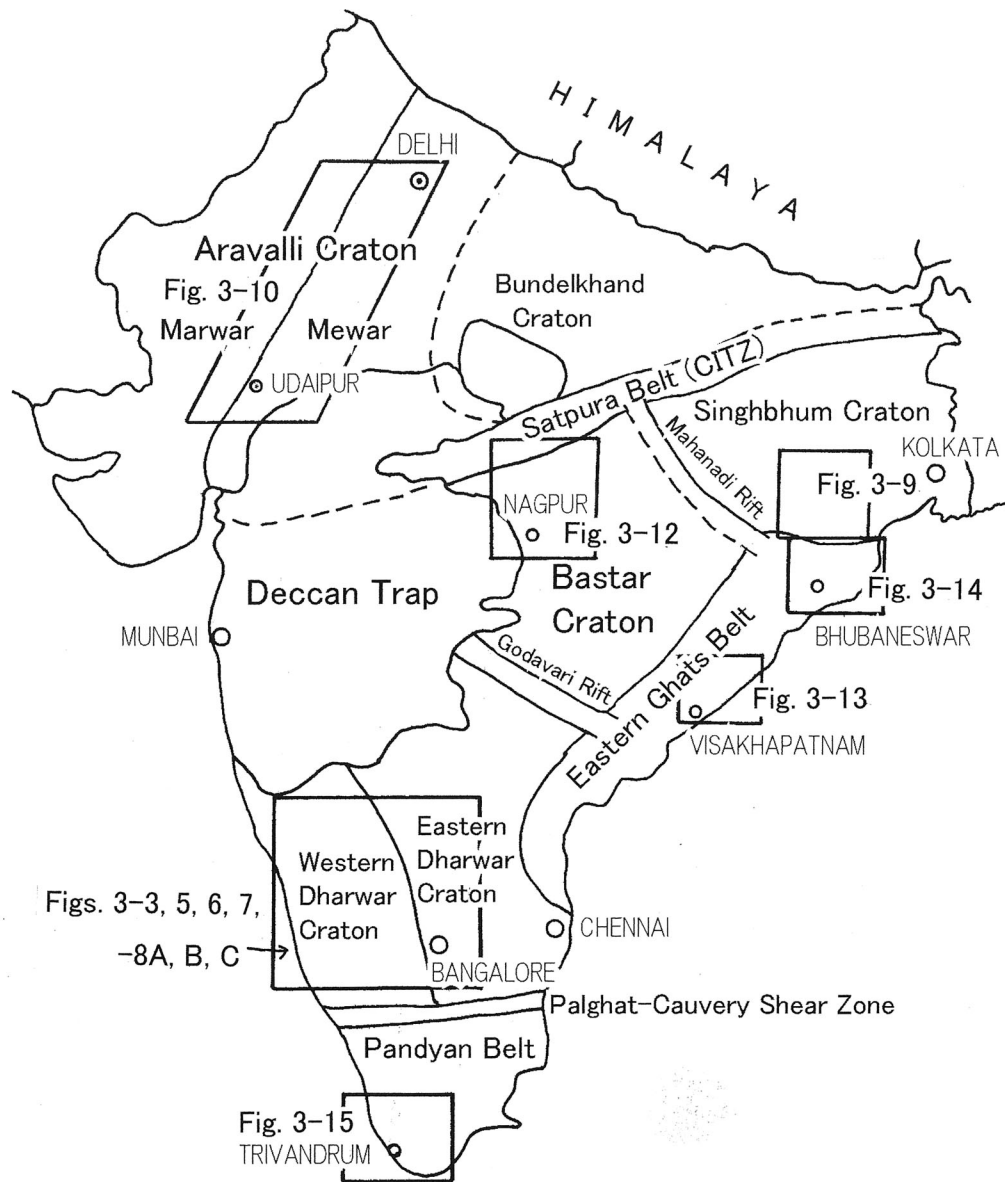 HIMALAYA
DELHI
Aravalli Craton
Fig. 3-10
Marwar
Mewar
UDAIPUR
Bundelkhand
Craton
Satpura Belt (CITZ)
Singhbhum Craton
Mahanadi Rift
KOLKATA
Fig. 3-9
NAGPUR
Fig. 3-12
Deccan Trap
Bastar
Craton
Fig. 3-14
BHUBANESWAR
MUNBAI
Godavari Rift
Eastern Ghats Belt
Fig. 3-13
VISAKHAPATNAM
Western
Dharwar
Craton
Eastern
Dharwar
Craton
Figs. 3-3, 5, 6, 7,
-8A, B, C
CHENNAI
BANGALORE
Palghat-Cauvery Shear Zone
Pandyan Belt
Fig. 3-15
TRIVANDRUM